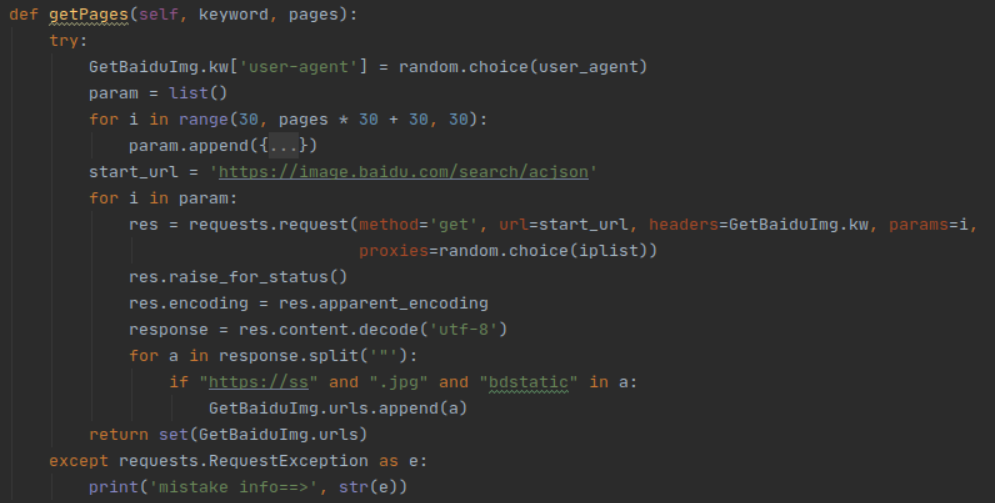 def getPages(self, keyword, pages):
    try:
        GetBaiduImg.kw['user-agent'] = random.choice(user_agent)
        param = list()
        for i in range(30, pages * 30 + 30, 30):
            param.append({...})
        start_url = 'https://image.baidu.com/search/acjson'
        for i in param:
            res = requests.request(method='get', url=start_url, headers=GetBaiduImg.kw, params=i,
                                   proxies=random.choice(iplist))
            res.raise_for_status()
            res.encoding = res.apparent_encoding
            response = res.content.decode('utf-8')
            for a in response.split('"'):
                if "https://ss" and ".jpg" and "bdstatic" in a:
                    GetBaiduImg.urls.append(a)
        return set(GetBaiduImg.urls)
    except requests.RequestException as e:
        print('mistake info==>', str(e))